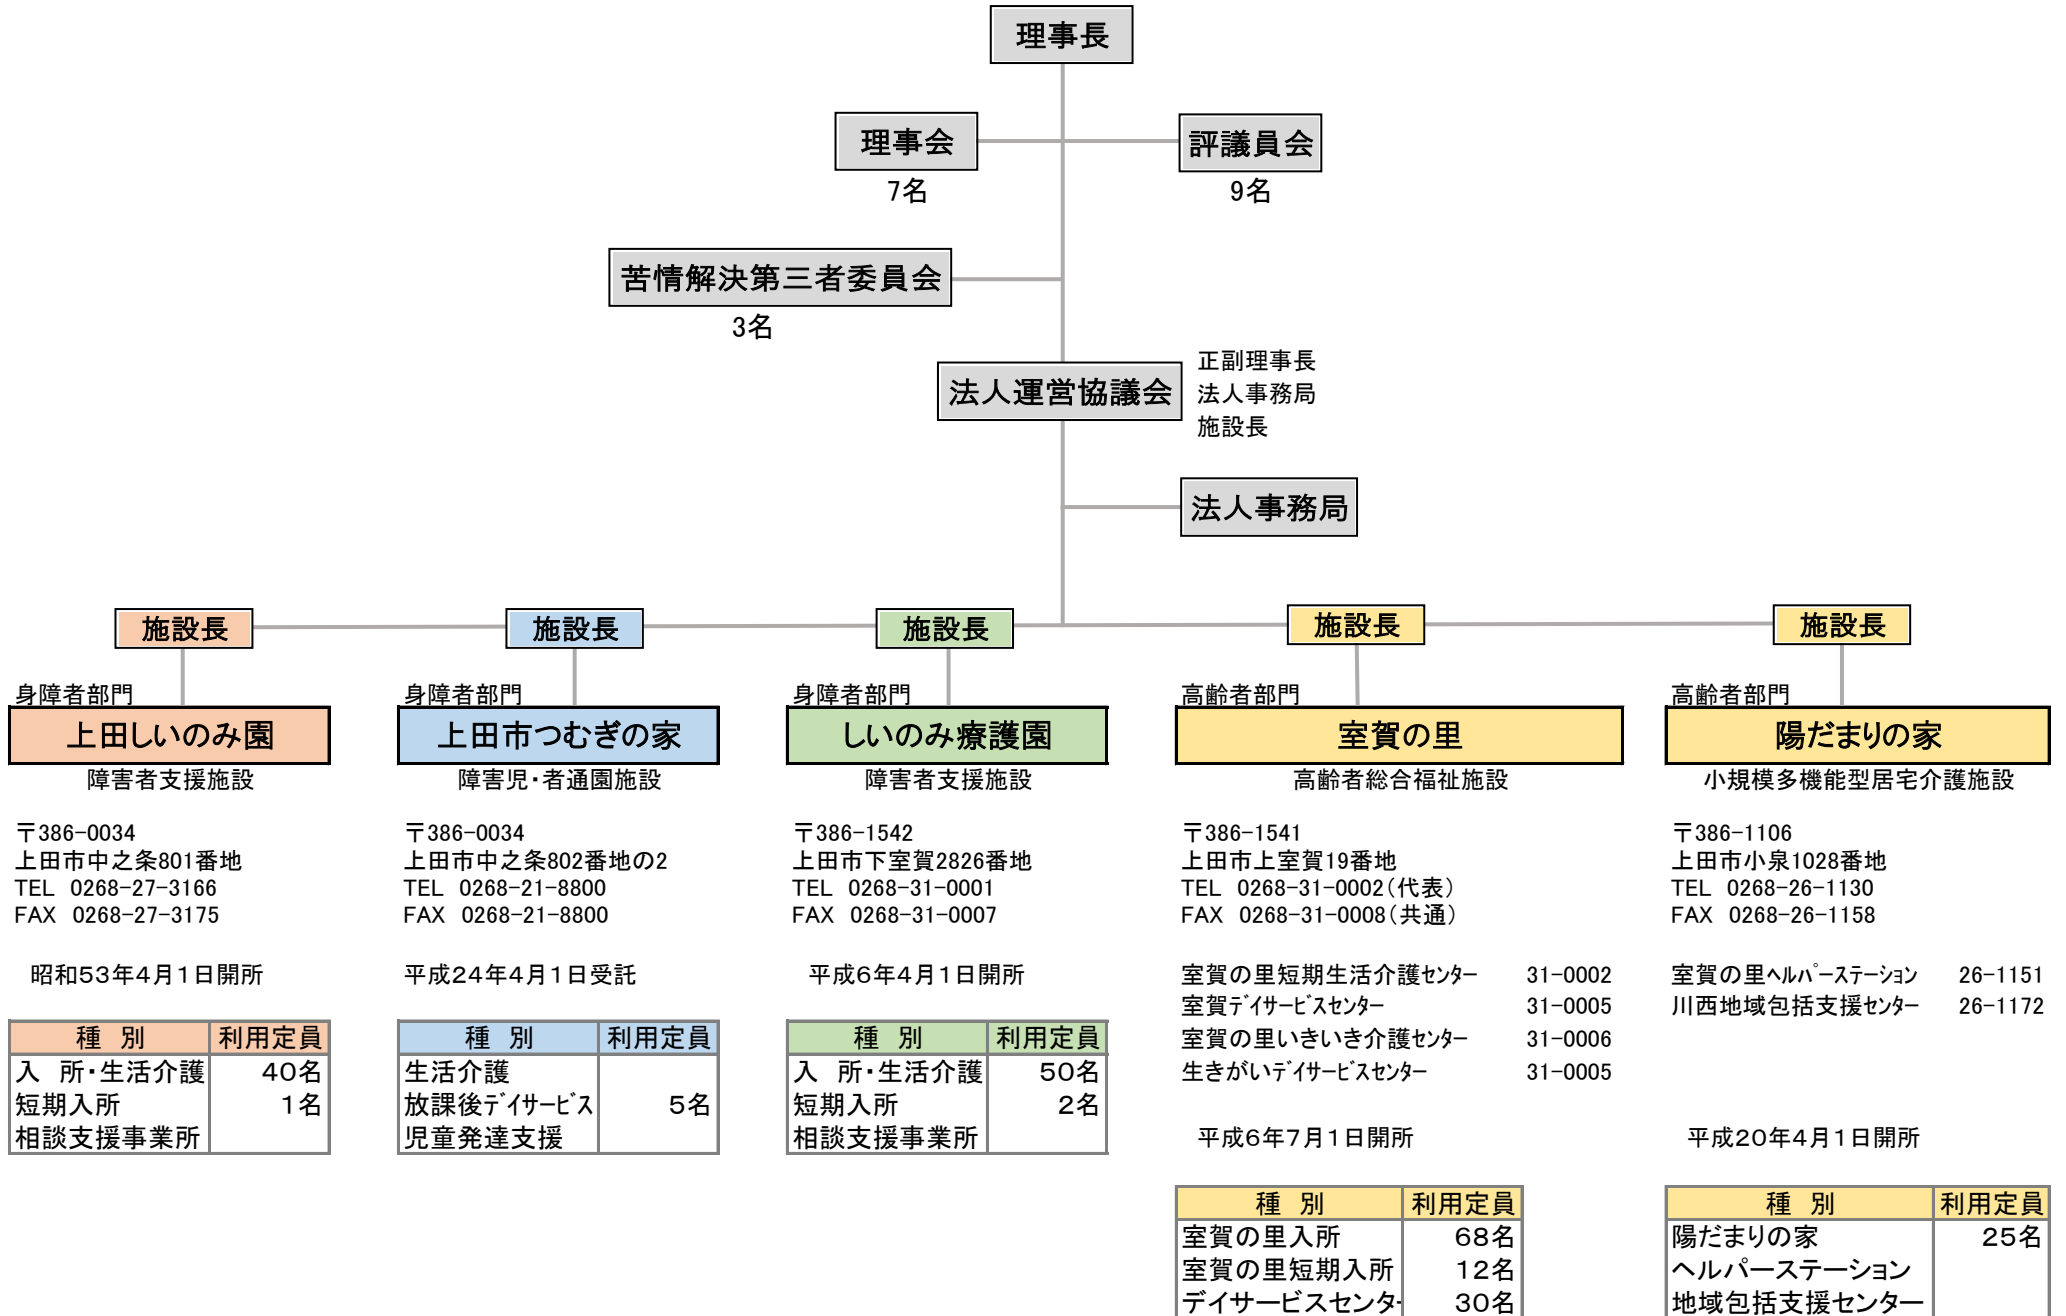 理事長
理事会
評議員会
7名
9名
苦情解決第三者委員会
3名
法人運営協議会
正副理事長
法人事務局
施設長
法人事務局
施設長
施設長
施設長
施設長
施設長
身障者部門
上田しいのみ園
障害者支援施設
〒386-0034
上田市中之条801番地
TEL 0268-27-3166
FAX 0268-27-3175
昭和53年4月1日開所
種 別 利用定員
入 所・生活介護 40名
短期入所 1名
相談支援事業所
身障者部門
上田市つむぎの家
障害児・者通園施設
〒386-0034
上田市中之条802番地の2
TEL 0268-21-8800
FAX 0268-21-8800
平成24年4月1日受託
種 別 利用定員
生活介護
放課後デイサービス 5名
児童発達支援
身障者部門
しいのみ療護園
障害者支援施設
〒386-1542
上田市下室賀2826番地
TEL 0268-31-0001
FAX 0268-31-0007
平成6年4月1日開所
種 別 利用定員
入 所・生活介護 50名
短期入所 2名
相談支援事業所
高齢者部門
室賀の里
高齢者総合福祉施設
〒386-1541
上田市上室賀19番地
TEL 0268-31-0002(代表)
FAX 0268-31-0008(共通)
室賀の里短期生活介護センター 31-0002
室賀デイサービスセンター 31-0005
室賀の里いきいき介護センター 31-0006
生きがいデイサービスセンター 31-0005
平成6年7月1日開所
種 別 利用定員
室賀の里入所 68名
室賀の里短期入所 12名
デイサービスセンター 30名
高齢者部門
陽だまりの家
小規模多機能型居宅介護施設
〒386-1106
上田市小泉1028番地
TEL 0268-26-1130
FAX 0268-26-1158
室賀の里ヘルパーステーション 26-1151
川西地域包括支援センター 26-1172
平成20年4月1日開所
種 別 利用定員
陽だまりの家 25名
ヘルパーステーション
地域包括支援センター